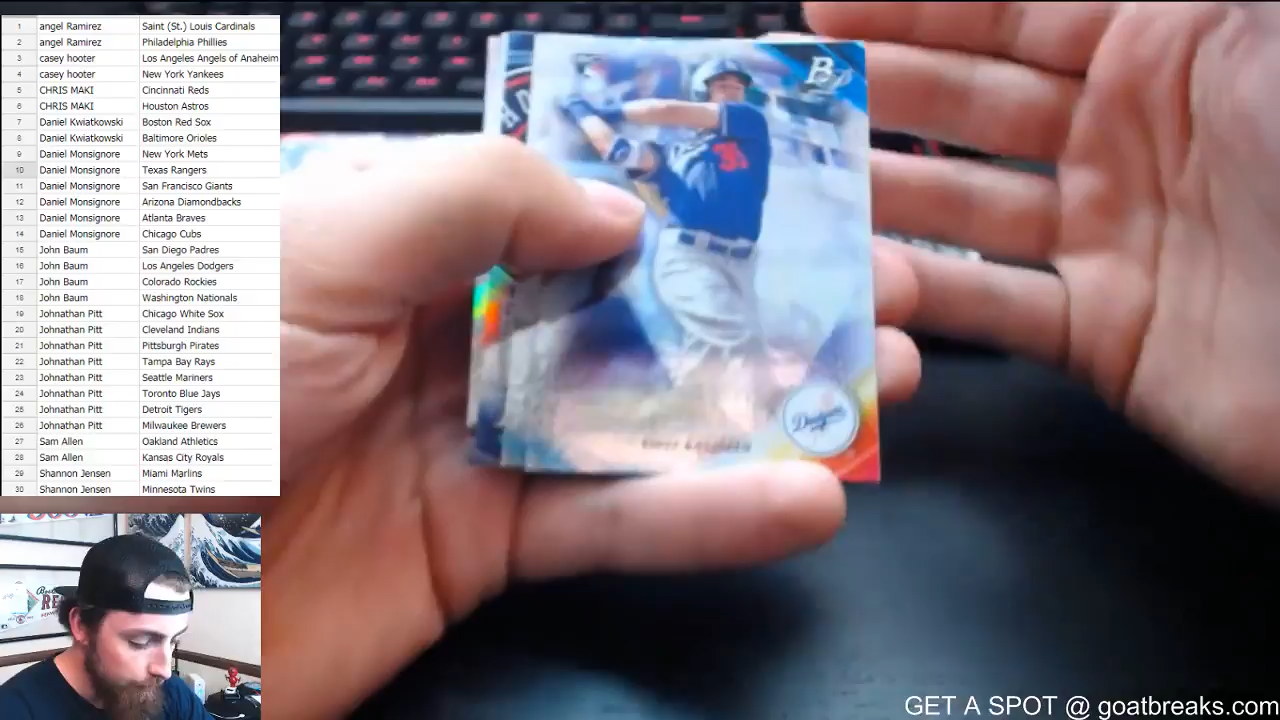 1 angel Ramirez Saint (St.) Louis Cardinals
2 angel Ramirez Philadelphia Phillies
3 casey hooter Los Angeles Angels of Anaheim
4 casey hooter New York Yankees
5 CHRIS MAKI Cincinnati Reds
6 CHRIS MAKI Houston Astros
7 Daniel Kwiatkowski Boston Red Sox
8 Daniel Kwiatkowski Baltimore Orioles
9 Daniel Monsignore New York Mets
10 Daniel Monsignore Texas Rangers
11 Daniel Monsignore San Francisco Giants
12 Daniel Monsignore Arizona Diamondbacks
13 Daniel Monsignore Atlanta Braves
14 Daniel Monsignore Chicago Cubs
15 John Baum San Diego Padres
16 John Baum Los Angeles Dodgers
17 John Baum Colorado Rockies
18 John Baum Washington Nationals
19 Johnathan Pitt Chicago White Sox
20 Johnathan Pitt Cleveland Indians
21 Johnathan Pitt Pittsburgh Pirates
22 Johnathan Pitt Tampa Bay Rays
23 Johnathan Pitt Seattle Mariners
24 Johnathan Pitt Toronto Blue Jays
25 Johnathan Pitt Detroit Tigers
26 Johnathan Pitt Milwaukee Brewers
27 Sam Allen Oakland Athletics
28 Sam Allen Kansas City Royals
29 Shannon Jensen Miami Marlins
30 Shannon Jensen Minnesota Twins
Dodgers
GET A SPOT @ goatbreaks.com